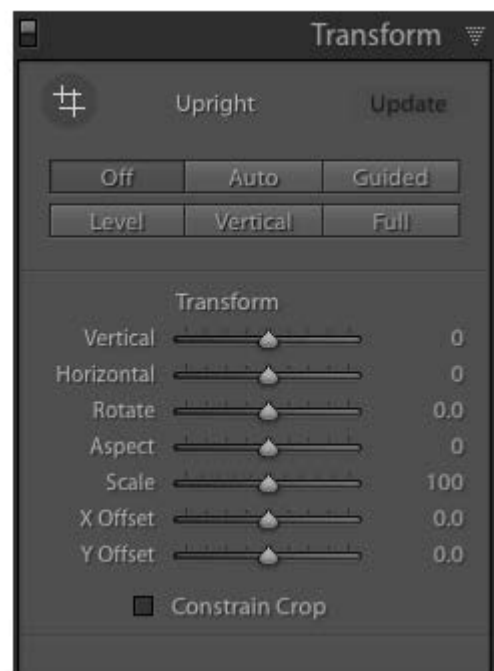 Transform
Upright Update
Off Auto Guided
Level Vertical Full
Transform
Vertical 0
Horizontal 0
Rotate 0.0
Aspect 0
Scale 100
X Offset 0.0
Y Offset 0.0
Constrain Crop